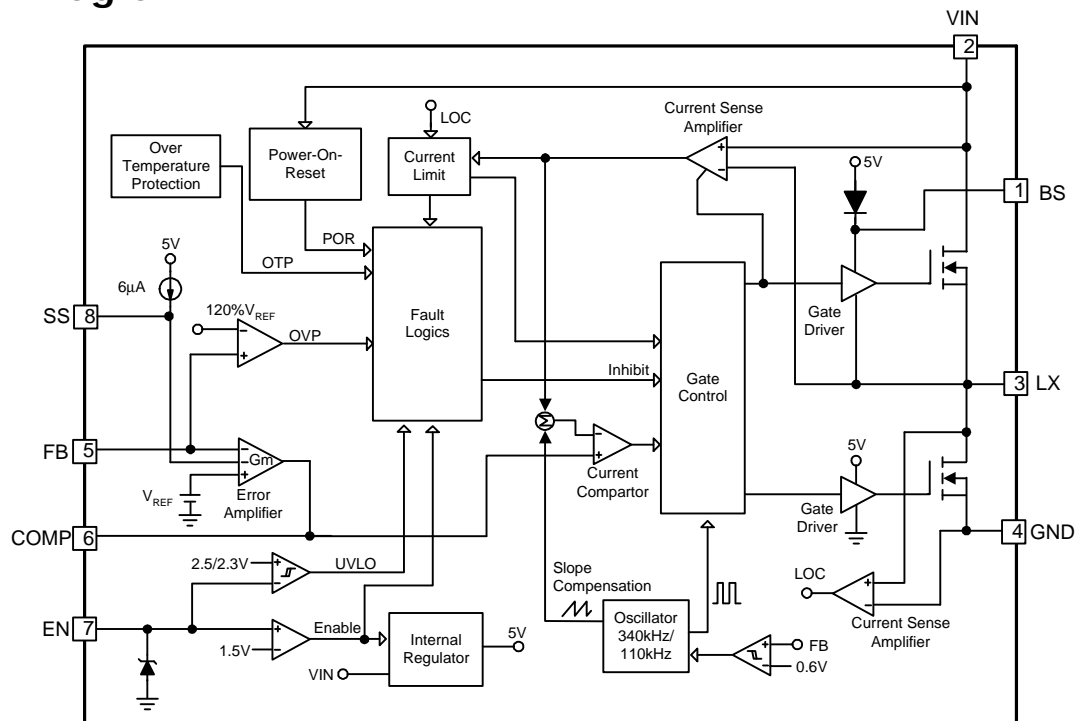 VIN
2
LOC
Current Sense
Amplifier
Over
Temperature
Protection
Power-On-
Reset
Current
Limit
+
−
5V
1
BS
POR
OTP
5V
6µA
SS
8
120%VREF
−
+
OVP
Fault
Logics
Gate
Driver
Inhibit
Gate
Control
3
LX
FB
5
−
−
+
Gm
Σ
−
+
Current
Compartor
5V
VREF
Error
Amplifier
Gate
Driver
COMP
6
4
GND
2.5/2.3V
+
−
UVLO
Slope
Compensation
LOC
+
−
Current Sense
Amplifier
EN
7
+
−
1.5V
Enable
Internal
Regulator
5V
VIN
Oscillator
340kHz/
110kHz
+
−
FB
0.6V